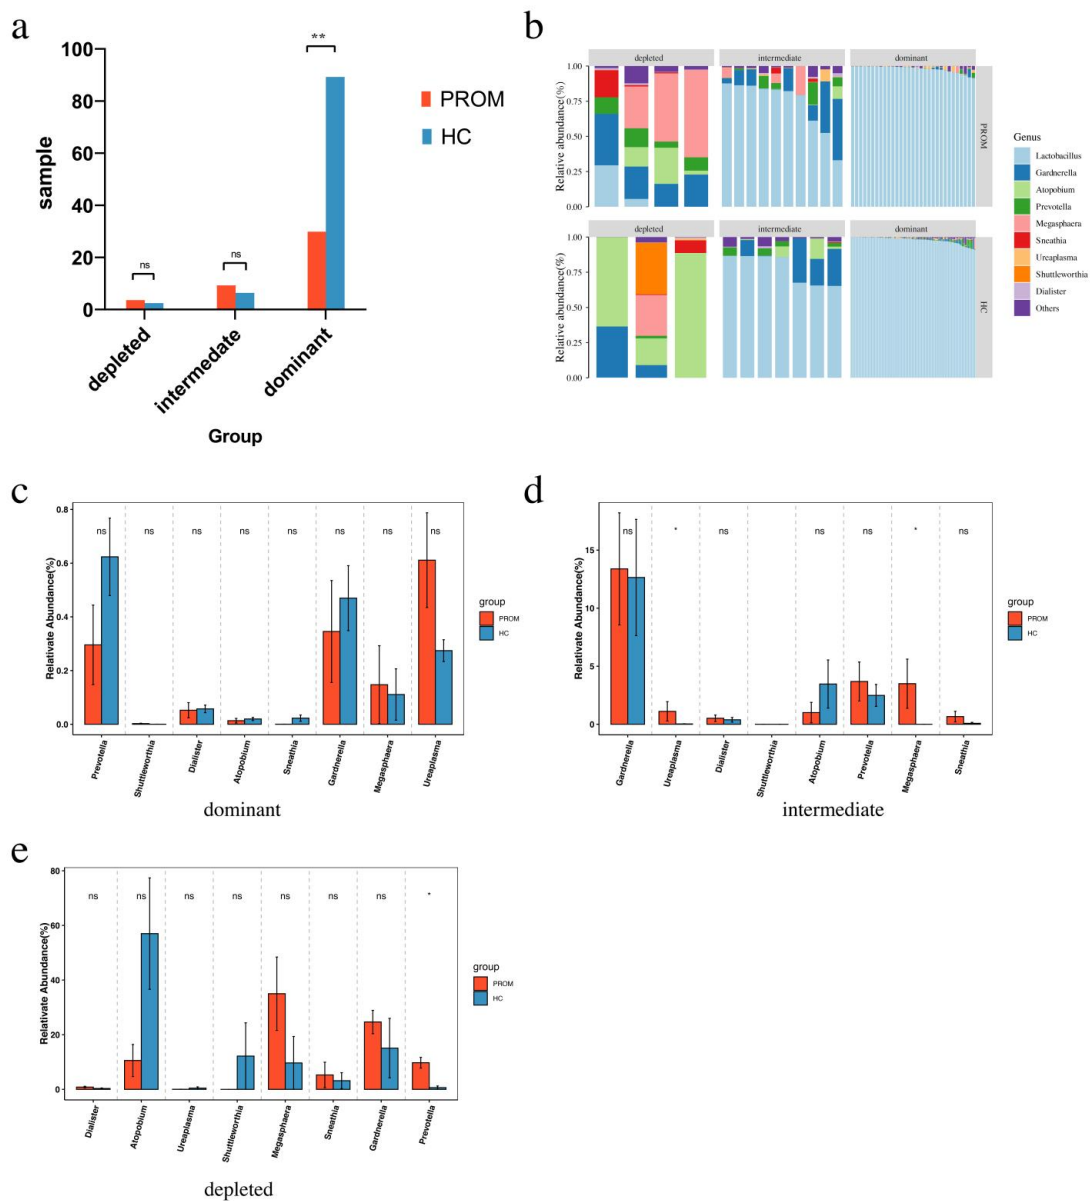 a
100
80
60
40
20
0
sample
ns
ns
**
depleted
intermedate
dominant
Group
PROM
HC
b
depleted
intermediate
dominant
1.00
0.75
0.50
0.25
0.00
Relative abundance(%)
PROM
depleted
intermediate
dominant
1.00
0.75
0.50
0.25
0.00
Relative abundance(%)
HC
Genus
Lactobacillus
Gardnerella
Atopobium
Prevotella
Megasphaera
Sneathia
Ureaplasma
Shuttleworthia
Dialister
Others
c
0.8
0.6
0.4
0.2
0.0
Relativate Abundance(%)
ns ns ns ns ns ns ns ns
Prevotella
Shuttleworthia
Dialister
Atopobium
Sneathia
Gardnerella
Megasphaera
Ureaplasma
group
PROM
HC
dominant
d
15
10
5
0
Relativate Abundance(%)
ns * ns ns ns * ns
Gardnerella
Ureaplasma
Dialister
Shuttleworthia
Atopobium
Prevotella
Megasphaera
Sneathia
group
PROM
HC
intermediate
e
80
60
40
20
0
Relativate Abundance(%)
ns ns ns ns ns ns ns *
Dialister
Atopobium
Ureaplasma
Shuttleworthia
Megasphaera
Sneathia
Gardnerella
Prevotella
group
PROM
HC
depleted